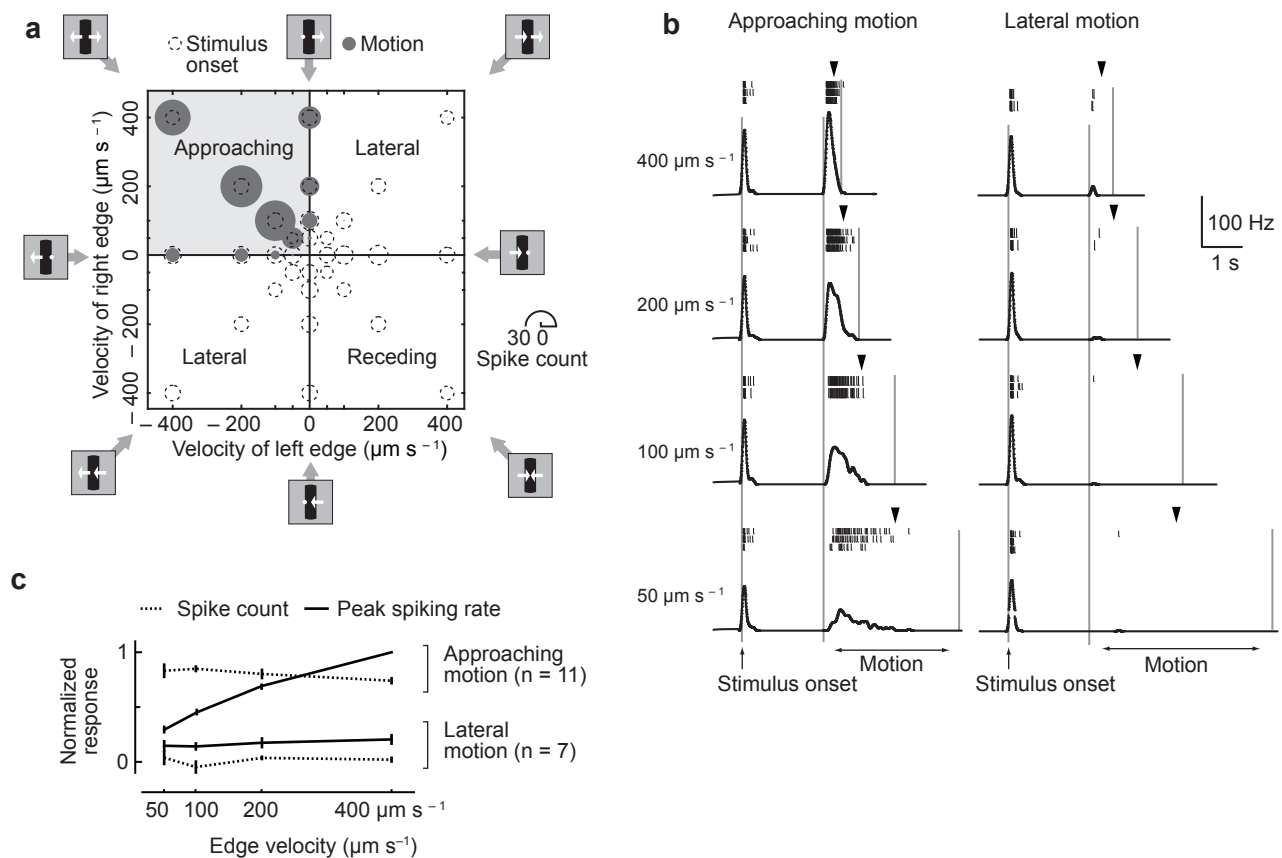 a
Stimulus
onset
Motion
Velocity of right edge (µm s −1)
400
200
0
− 200
− 400
Approaching
Lateral
Lateral
Receding
30 0
Spike count
− 400
− 200
0
200
400
Velocity of left edge (µm s −1)
b
Approaching motion
Lateral motion
400 µm s −1
100 Hz
1 s
200 µm s −1
100 µm s −1
50 µm s −1
Motion
Motion
Stimulus onset
Stimulus onset
c
Spike count
Peak spiking rate
Normalized
response
1
0
Approaching
motion (n = 11)
Lateral
motion (n = 7)
50
100
200
400 µm s −1
Edge velocity (µm s−1)